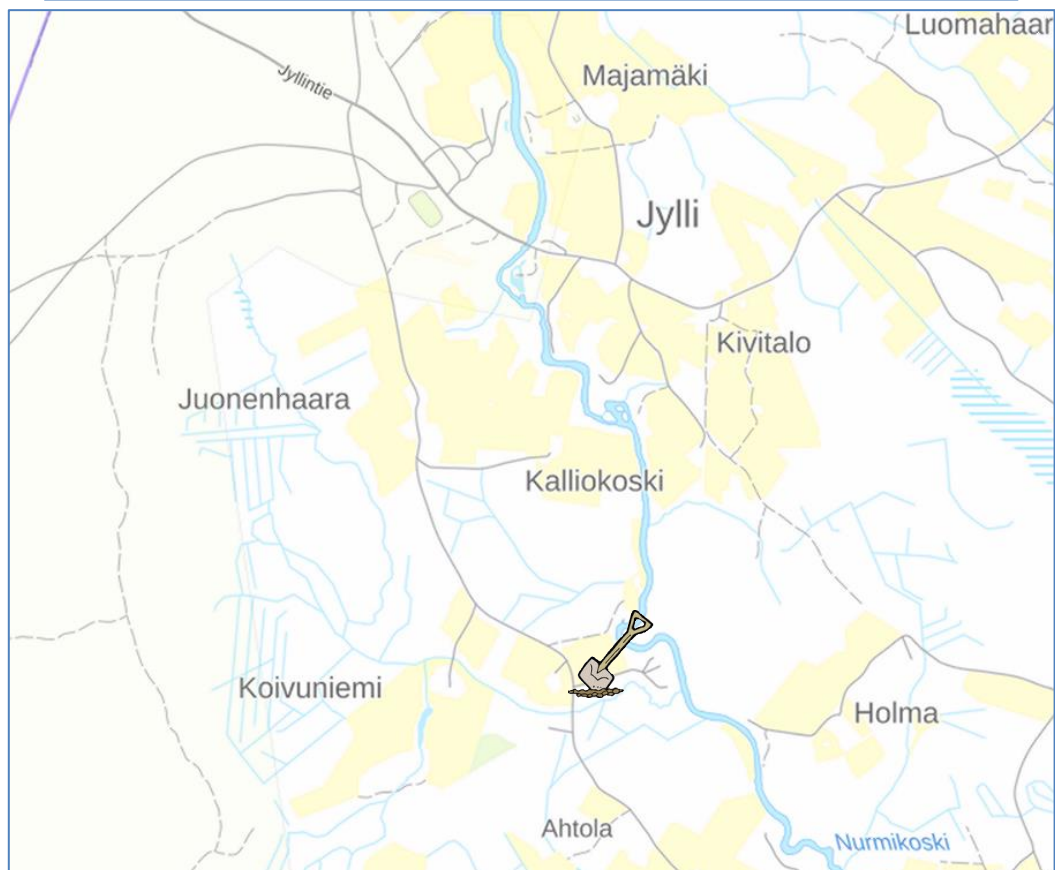 Luomahaar
Majamäki
Jyllintie
Jylli
Kivitalo
Juonenhaara
Kalliokoski
Koivuniemi
Holma
Ahtola
Nurmikoski